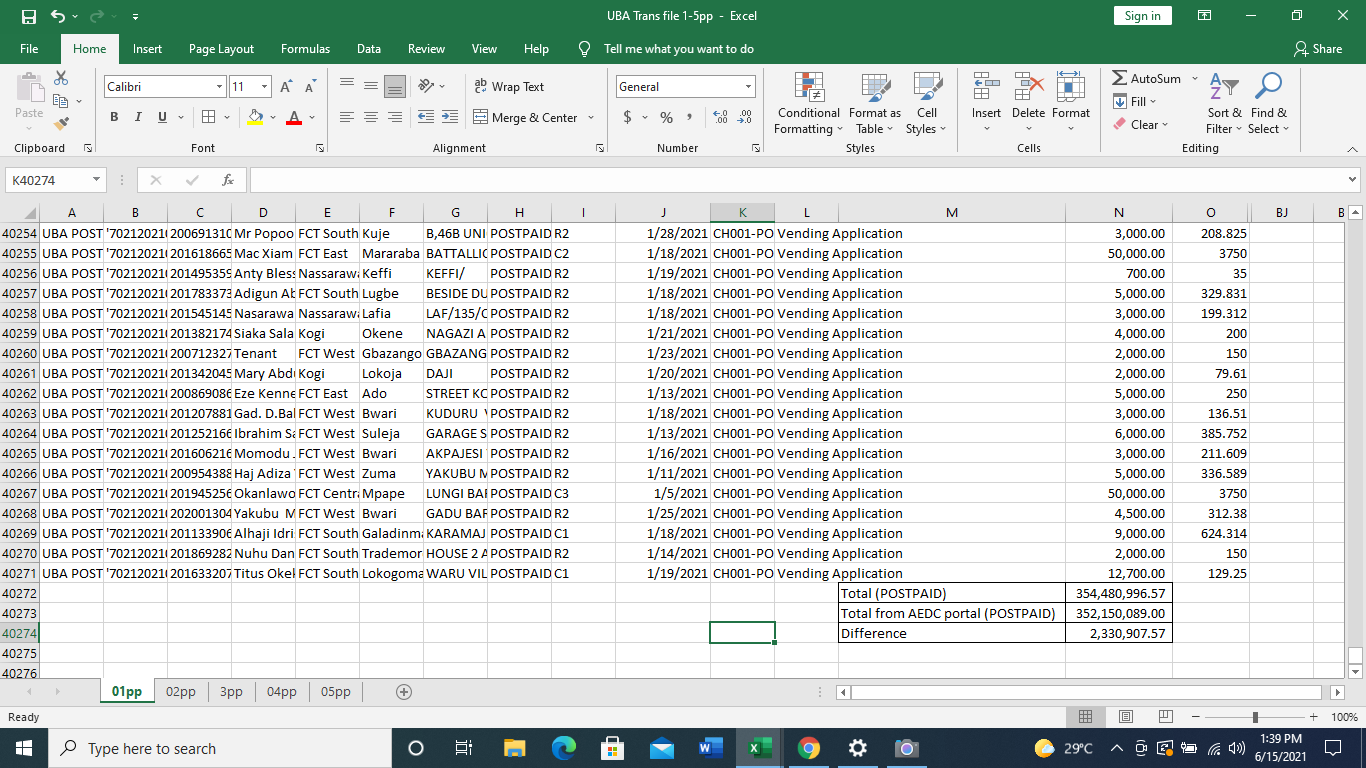 UBA Trans file 1-5pp - Excel
Sign in
File Home Insert Page Layout Formulas Data Review View Help Tell me what you want to do Share
Paste
Calibri 11
B I U
Wrap Text
Merge & Center
General
$ % ,
Conditional Formatting
Format as Table
Cell Styles
Insert Delete Format
AutoSum
Fill
Clear
Sort & Filter
Find & Select
Clipboard Font Alignment Number Styles Cells Editing
K40274 fx
A B C D E F G H I J K L M N O BJ B
40254 UBA POST '70212021 200691310 Mr Popoo FCT South Kuje B,46B UNI POSTPAID R2 1/28/2021 CH001-PO Vending Application 3,000.00 208.825
40255 UBA POST '70212021 201618665 Mac Xiam FCT East Mararaba BATTALLIC POSTPAID C2 1/18/2021 CH001-PO Vending Application 50,000.00 3750
40256 UBA POST '70212021 201495359 Anty Bless Nassarawa Keffi KEFFI/ POSTPAID R2 1/19/2021 CH001-PO Vending Application 700.00 35
40257 UBA POST '70212021 201783373 Adigun Ab FCT South Lugbe BESIDE DU POSTPAID R2 1/18/2021 CH001-PO Vending Application 5,000.00 329.831
40258 UBA POST '70212021 201545145 Nasarawa Nassarawa Lafia LAF/135/C POSTPAID R2 1/18/2021 CH001-PO Vending Application 3,000.00 199.312
40259 UBA POST '70212021 201382174 Siaka Sala Kogi Okene NAGAZI A POSTPAID R2 1/21/2021 CH001-PO Vending Application 4,000.00 200
40260 UBA POST '70212021 200712327 Tenant FCT West Gbazango GBAZANG POSTPAID R2 1/23/2021 CH001-PO Vending Application 2,000.00 150
40261 UBA POST '70212021 201342045 Mary Abdu Kogi Lokoja DAJI POSTPAID R2 1/20/2021 CH001-PO Vending Application 2,000.00 79.61
40262 UBA POST '70212021 200869086 Eze Kenne FCT East Ado STREET KC POSTPAID R2 1/13/2021 CH001-PO Vending Application 5,000.00 250
40263 UBA POST '70212021 201207881 Gad. D.Bal FCT West Bwari KUDURU V POSTPAID R2 1/18/2021 CH001-PO Vending Application 3,000.00 136.51
40264 UBA POST '70212021 201252166 Ibrahim Sa FCT West Suleja GARAGE S POSTPAID R2 1/13/2021 CH001-PO Vending Application 6,000.00 385.752
40265 UBA POST '70212021 201606216 Momodu J FCT West Bwari AKPAJESI POSTPAID R2 1/16/2021 CH001-PO Vending Application 3,000.00 211.609
40266 UBA POST '70212021 200954388 Haj Adiza FCT West Zuma YAKUBU M POSTPAID R2 1/11/2021 CH001-PO Vending Application 5,000.00 336.589
40267 UBA POST '70212021 201945256 Okanlawo FCT Centra Mpape LUNGI BAR POSTPAID C3 1/5/2021 CH001-PO Vending Application 50,000.00 3750
40268 UBA POST '70212021 202001304 Yakubu M FCT West Bwari GADU BAR POSTPAID R2 1/25/2021 CH001-PO Vending Application 4,500.00 312.38
40269 UBA POST '70212021 201133906 Alhaji Idri FCT South Galadinma KARAMAJ POSTPAID C1 1/18/2021 CH001-PO Vending Application 9,000.00 624.314
40270 UBA POST '70212021 201869282 Nuhu Dan FCT South Trademor HOUSE 2 A POSTPAID R2 1/14/2021 CH001-PO Vending Application 2,000.00 150
40271 UBA POST '70212021 201633207 Titus Okel FCT South Lokogoma WARU VIL POSTPAID C1 1/19/2021 CH001-PO Vending Application 12,700.00 129.25
40272 Total (POSTPAID) 354,480,996.57
40273 Total from AEDC portal (POSTPAID) 352,150,089.00
40274 Difference 2,330,907.57
40275
40276
01pp 02pp 3pp 04pp 05pp
Ready 100%
Type here to search 29°C 1:39 PM
6/15/2021